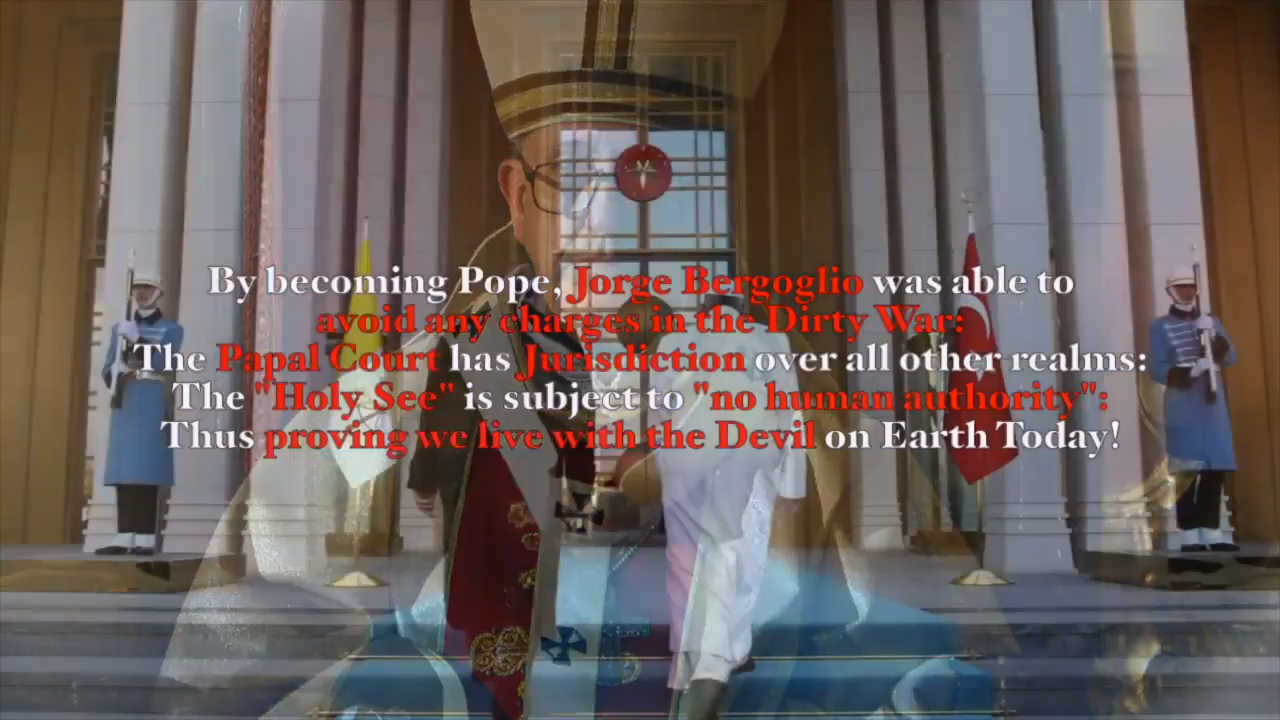 By becoming Pope, Jorge Bergoglio was able to
avoid any charges in the Dirty War:
The Papal Court has Jurisdiction over all other realms:
The "Holy See" is subject to "no human authority":
Thus proving we live with the Devil on Earth Today!